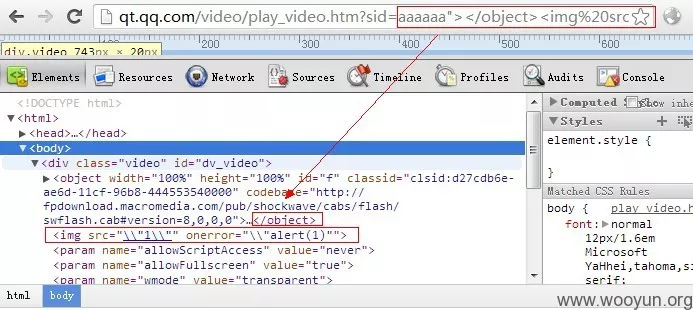 qt.qq.com/video/play_video.htm?sid=aaaaaa"></object><img%20src
100 200 300 400 500 600
div.video 743px × 20px
Elements Resources Network Sources Timeline Profiles Audits Console
<!DOCTYPE html>
<html>
<head>…</head>
<body>
<div class="video" id="dv_video">
<object width="100%" height="100%" id="f" classid="clsid:d27cdb6e-
ae6d-11cf-96b8-444553540000" codebase="http://
fpdownload.macromedia.com/pub/shockwave/cabs/flash/
swflash.cab#version=8,0,0,0">…</object>
<img src="\\"1\\"" onerror="\\"alert(1)"">
<param name="allowScriptAccess" value="never">
<param name="allowFullscreen" value="true">
<param name="wmode" value="transparent">
html body
Computed Style Show inhe
Styles
element.style {
}
Matched CSS Rules
body play_video.h
font: normal
12px/1.6em
Microsoft
YaHhei,tahoma,
serif;
www.wooyun.org